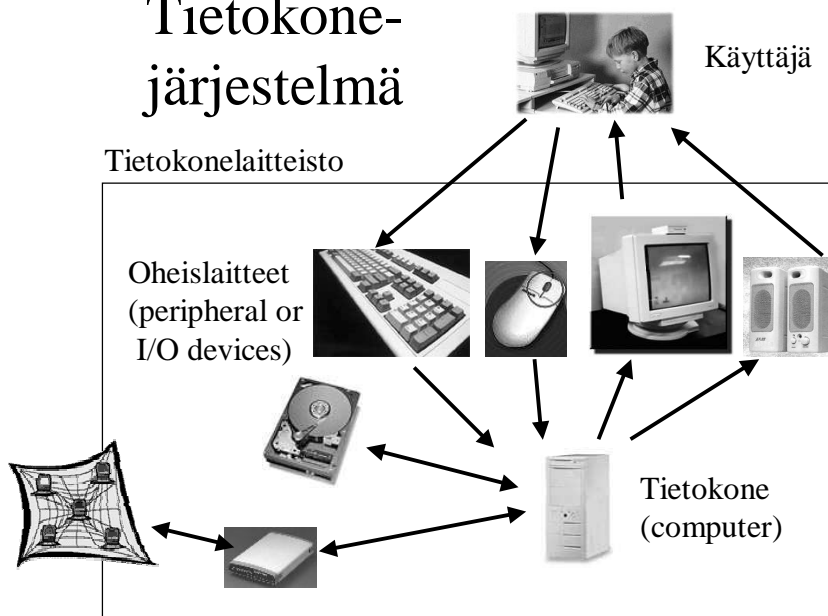 Tietokone-
järjestelmä
Käyttäjä
Tietokonelaitteisto
Oheislaitteet
(peripheral or
I/O devices)
Tietokone
(computer)